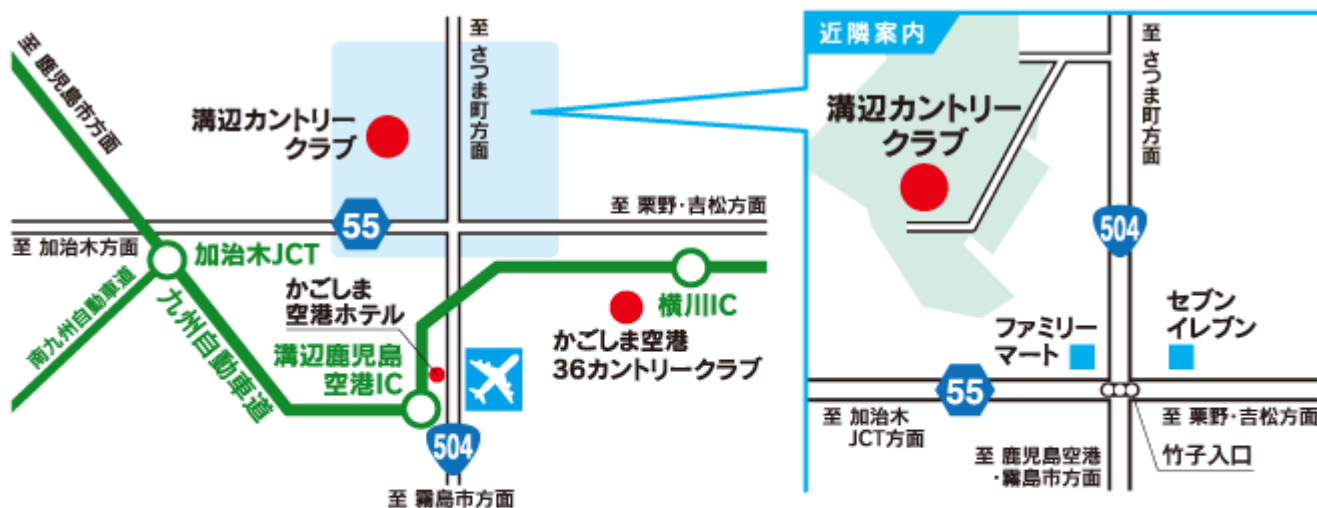 至 鹿児島市方面
溝辺カントリー
クラブ
至 さつま町方面
55
至 栗野・吉松方面
至 加治木方面
加治木JCT
南九州自動車道
九州自動車道
かごしま
空港ホテル
溝辺鹿児島
空港IC
横川IC
かごしま空港
36カントリークラブ
504
至 霧島市方面
近隣案内
溝辺カントリー
クラブ
至 さつま町方面
504
ファミリー
マート
セブン
イレブン
55
至 加治木
JCT方面
至 栗野・吉松方面
至 鹿児島空港
・霧島市方面
竹子入口